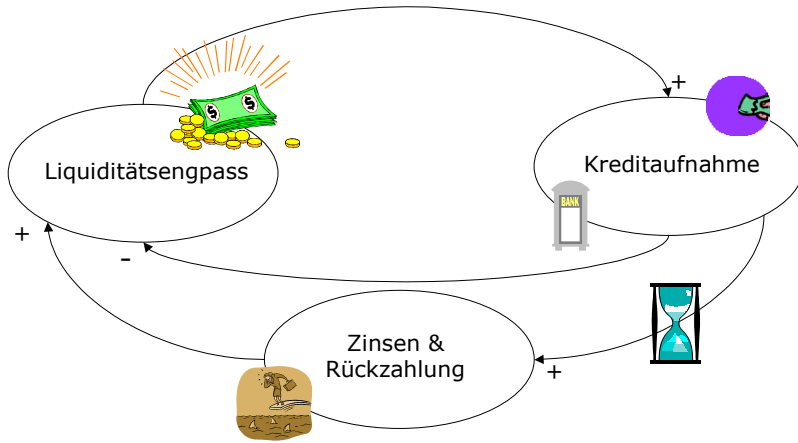 $ $
+
Liquiditätsengpass
Kreditaufnahme
BANK
+
-
Zinsen &
Rückzahlung
+